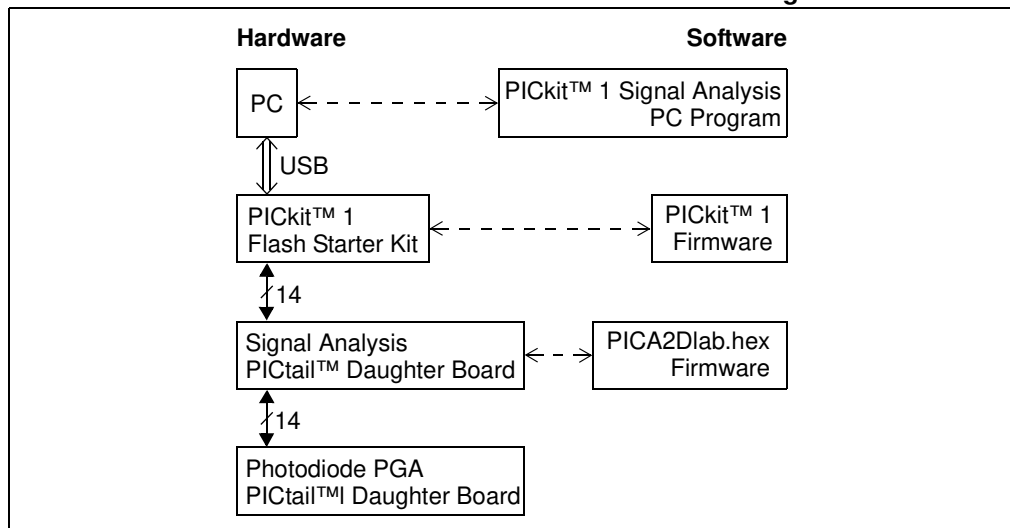 Hardware Software
PC
PICkit™ 1 Signal Analysis
PC Program
USB
PICkit™ 1
Flash Starter Kit
PICkit™ 1
Firmware
14
Signal Analysis
PICtail™ Daughter Board
PICA2Dlab.hex
Firmware
14
Photodiode PGA
PICtail™l Daughter Board